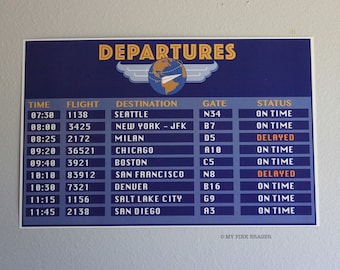 DEPARTURES
TIME FLIGHT DESTINATION GATE STATUS
07:30 1138 SEATTLE N34 ON TIME
08:00 3425 NEW YORK - JFK B7 ON TIME
08:25 2172 MILAN D5 DELAYED
09:20 36521 CHICAGO A10 ON TIME
09:40 3921 BOSTON C5 ON TIME
10:10 83912 SAN FRANCISCO N8 DELAYED
10:30 7321 DENVER B16 ON TIME
11:15 1156 SALT LAKE CITY G9 ON TIME
11:45 2138 SAN DIEGO A3 ON TIME
©MY PINK ERASER